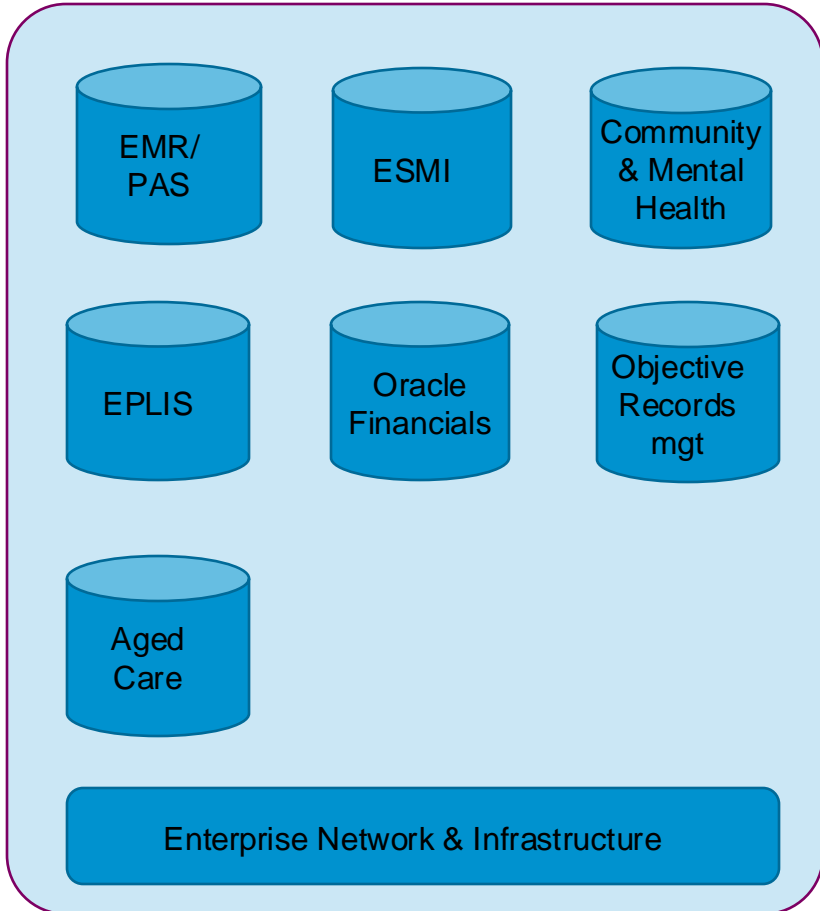 EMR/
PAS
ESMI
Community
& Mental
Health
EPLIS
Oracle
Financials
Objective
Records
mgt
Aged
Care
Enterprise Network & Infrastructure